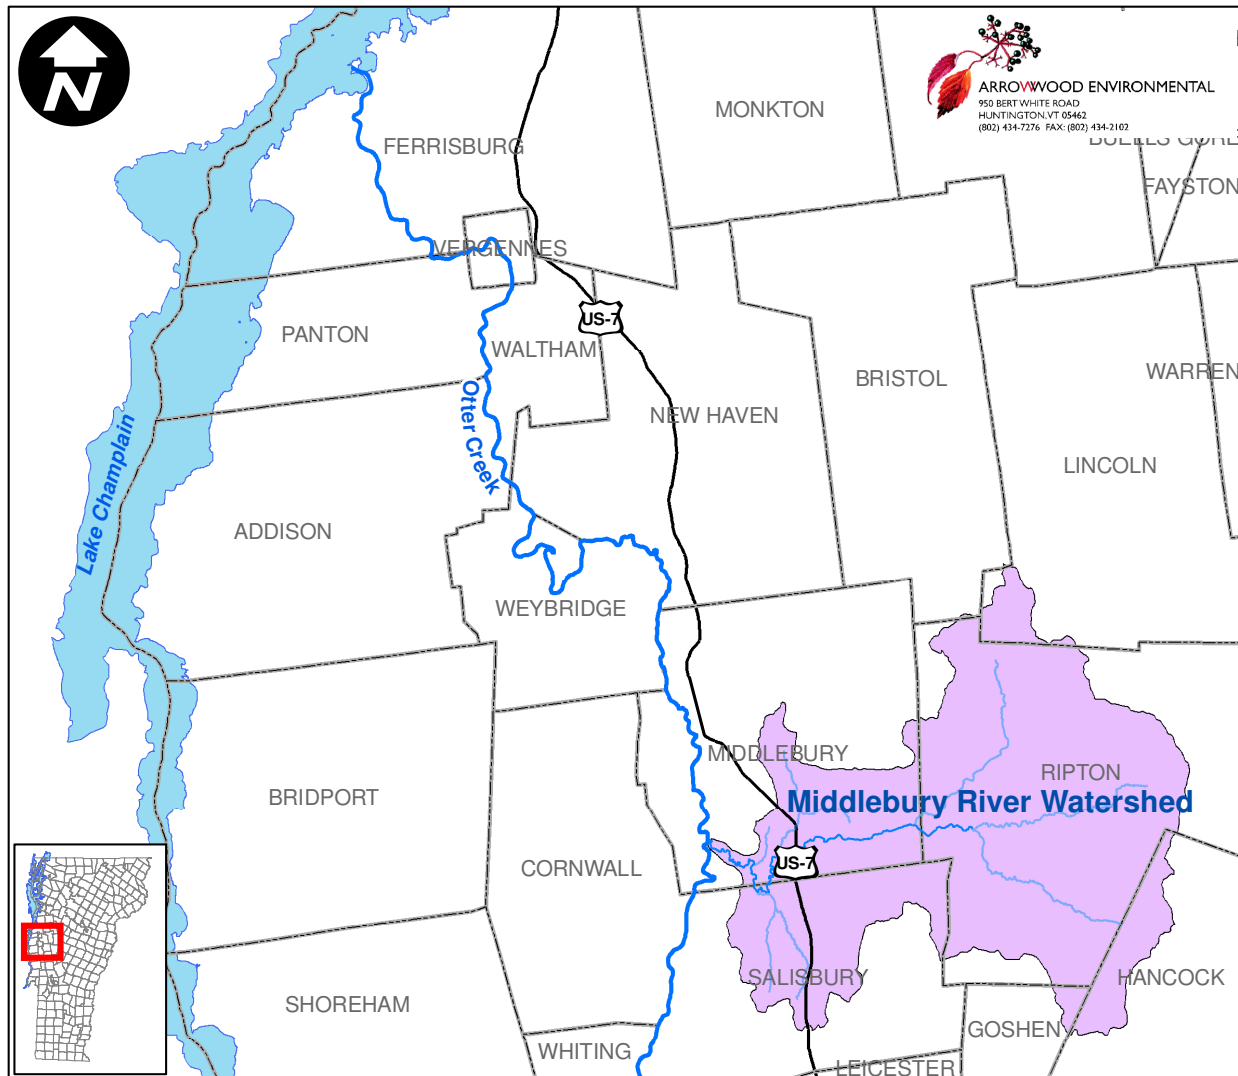 N
ARROWWOOD ENVIRONMENTAL
950 BERT WHITE ROAD
HUNTINGTON, VT 05462
(802) 434-7276 FAX: (802) 434-2102
MONKTON
FERRISBURG
BUELLS GORE
FAYSTON
VERGENNES
US-7
PANTON
WALTHAM
WARREN
BRISTOL
Otter Creek
NEW HAVEN
LINCOLN
Lake Champlain
ADDISON
WEYBRIDGE
MIDDLEBURY
RIPTON
BRIDPORT
Middlebury River Watershed
US-7
CORNWALL
SALISBURY
HANCOCK
SHOREHAM
GOSHEN
WHITING
LEICESTER